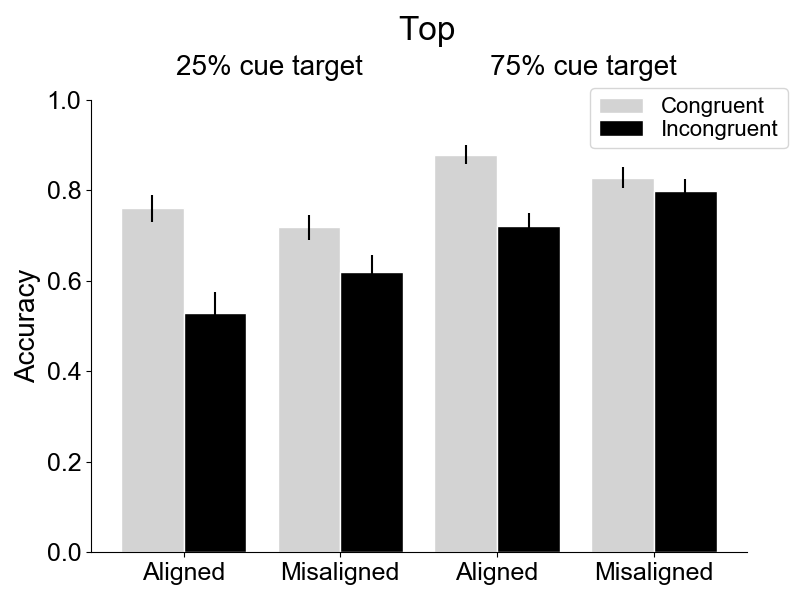 Top
25% cue target
75% cue target
Congruent
Incongruent
Accuracy
1.0
0.8
0.6
0.4
0.2
0.0
Aligned
Misaligned
Aligned
Misaligned